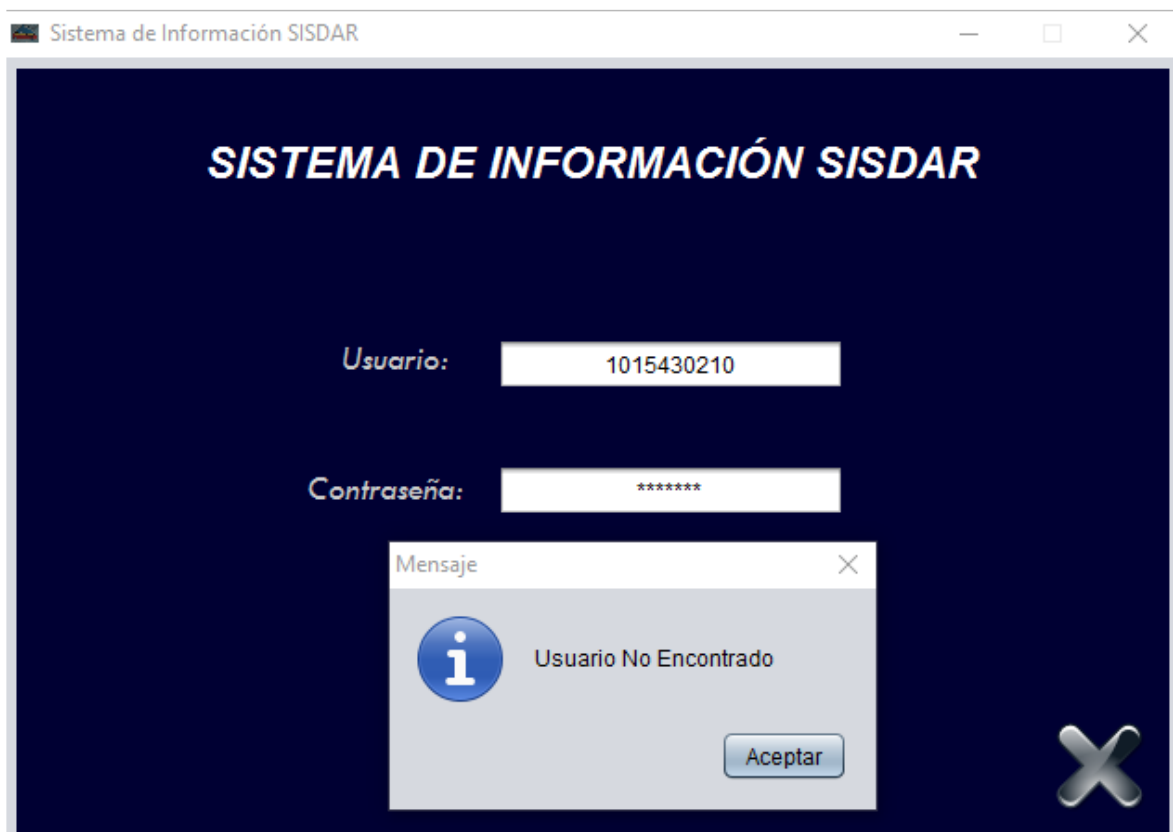 Sistema de Información SISDAR
SISTEMA DE INFORMACIÓN SISDAR
Usuario: 1015430210
Contraseña: *******
Mensaje
Usuario No Encontrado
Aceptar